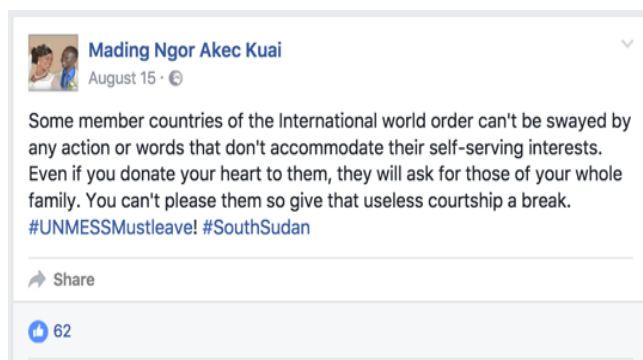 Mading Ngor Akec Kuai
August 15 ·
Some member countries of the International world order can't be swayed by
any action or words that don't accommodate their self-serving interests.
Even if you donate your heart to them, they will ask for those of your whole
family. You can't please them so give that useless courtship a break.
#UNMESSMustleave! #SouthSudan
Share
62